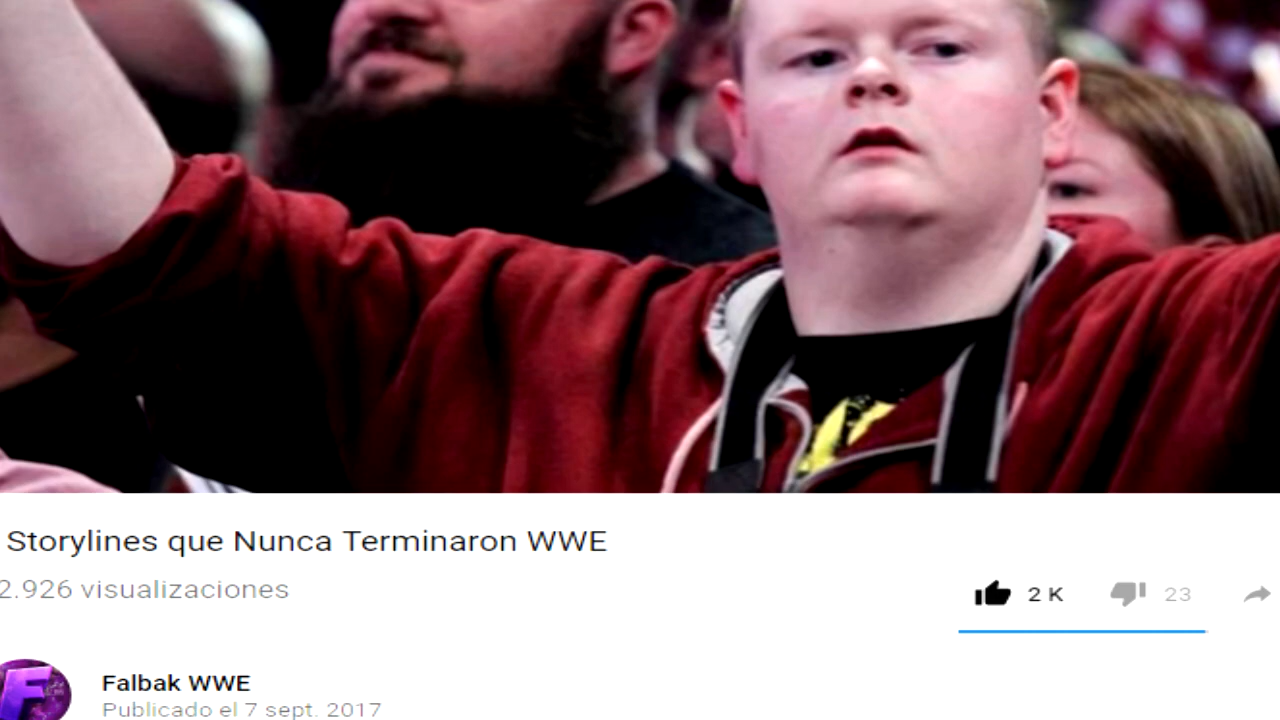 Storylines que Nunca Terminaron WWE
2.926 visualizaciones
2 K
23
F
Falbak WWE
Publicado el 7 sept. 2017